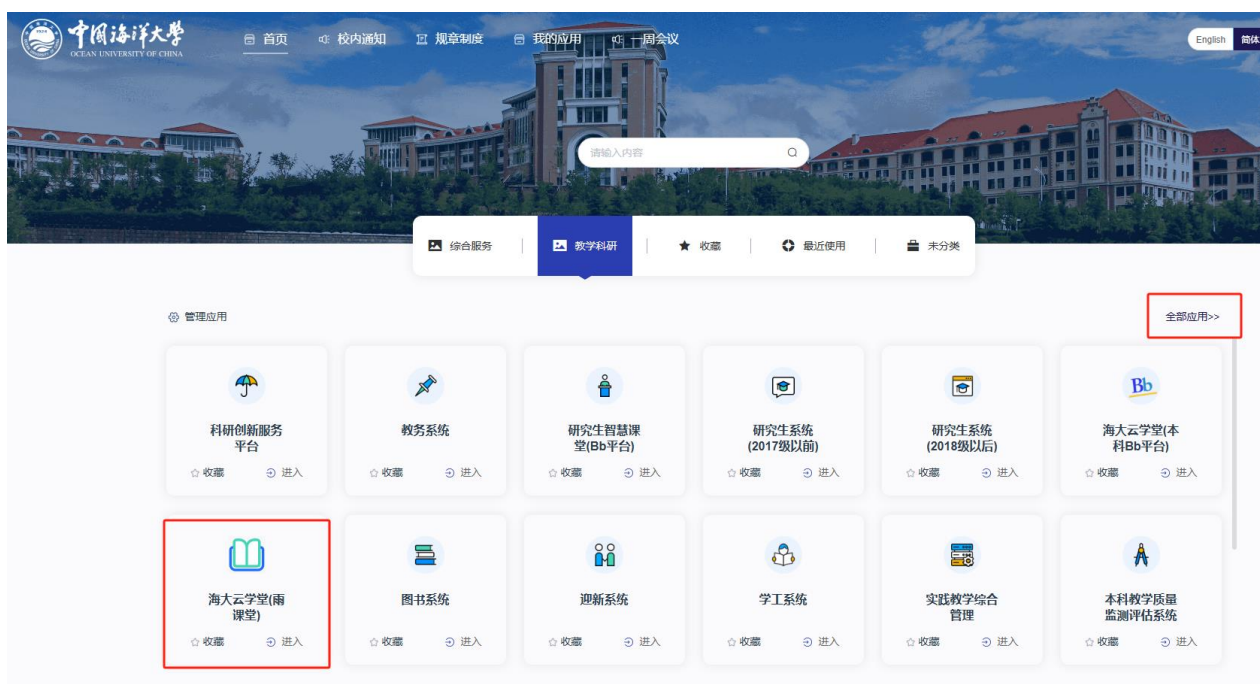 中国海洋大学
OCEAN UNIVERSITY OF CHINA
首页 校内通知 规章制度 我的应用 一周会议
English 简体
请输入内容
综合服务 教学科研 收藏 最近使用 未分类
管理应用
全部应用>>
科研创新服务
平台
收藏 进入
教务系统
收藏 进入
研究生智慧课
堂(Bb平台)
收藏 进入
研究生系统
(2017级以前)
收藏 进入
研究生系统
(2018级以后)
收藏 进入
Bb
海大云学堂(本
科Bb平台)
收藏 进入
海大云学堂(雨
课堂)
收藏 进入
图书系统
收藏 进入
迎新系统
收藏 进入
学工系统
收藏 进入
实践教学综合
管理
收藏 进入
本科教学质量
监测评估系统
收藏 进入